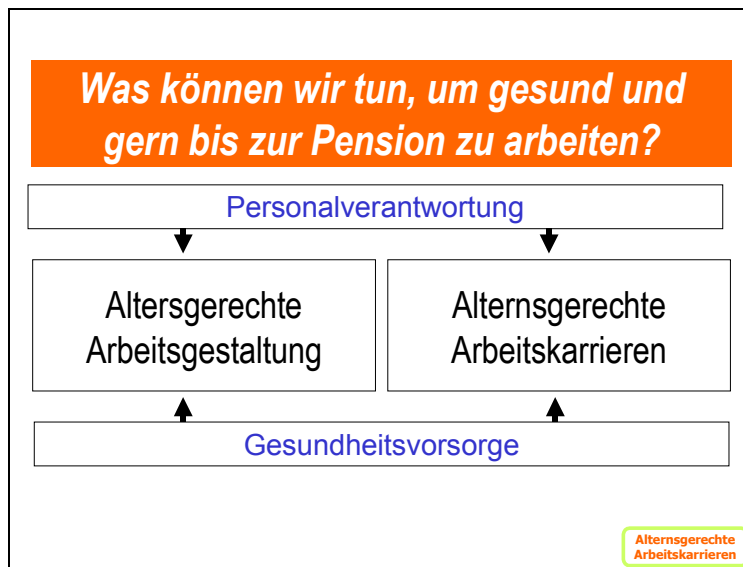 Was können wir tun, um gesund und
gern bis zur Pension zu arbeiten?
Personalverantwortung
Altersgerechte
Arbeitsgestaltung
Alternsgerechte
Arbeitskarrieren
Gesundheitsvorsorge
Alternsgerechte
Arbeitskarrieren